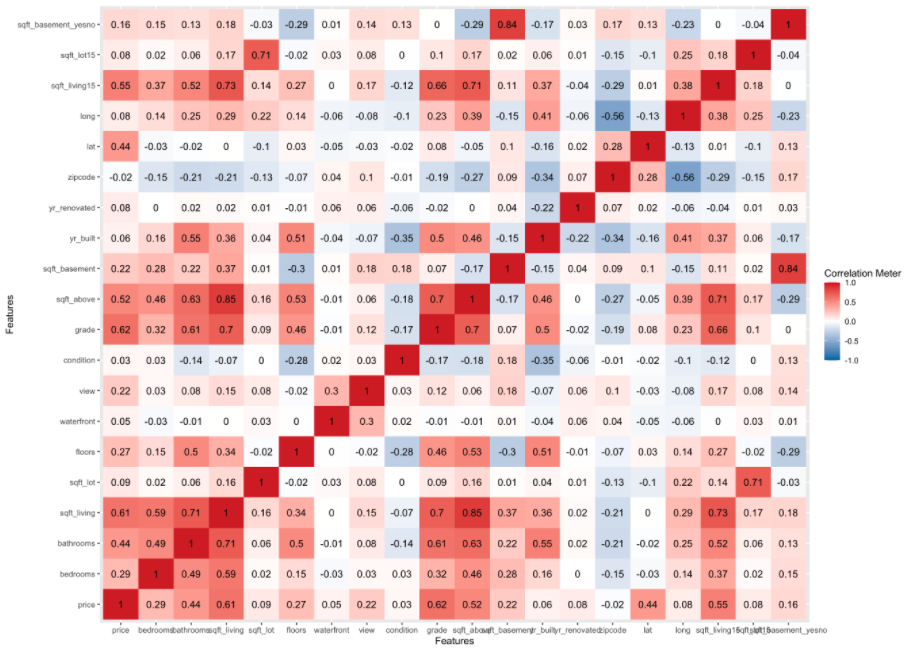 sqft_basement_yesno 0.16 0.15 0.13 0.18 -0.03 -0.29 0.01 0.14 0.13 0 -0.29 0.84 -0.17 0.03 0.17 0.13 -0.23 0 -0.04 1
sqft_lot15 0.08 0.02 0.06 0.17 0.71 -0.02 0.03 0.08 0 0.1 0.17 0.02 0.06 0.01 -0.15 -0.1 0.25 0.18 1 -0.04
sqft_living15 0.55 0.37 0.52 0.73 0.14 0.27 0 0.17 -0.12 0.66 0.71 0.11 0.37 -0.04 -0.29 0.01 0.38 1 0.18 0
long 0.08 0.14 0.25 0.29 0.22 0.14 -0.06 -0.08 -0.1 0.23 0.39 -0.15 0.41 -0.06 -0.56 -0.13 1 0.38 0.25 -0.23
lat 0.44 -0.03 -0.02 0 -0.1 0.03 -0.05 -0.03 -0.02 0.08 -0.05 0.1 -0.16 0.02 0.28 1 -0.13 0.01 -0.1 0.13
zipcode -0.02 -0.15 -0.21 -0.21 -0.13 -0.07 0.04 0.1 -0.01 -0.19 -0.27 0.09 -0.34 0.07 1 0.28 -0.56 -0.29 -0.15 0.17
yr_renovated 0.08 0 0.02 0.02 0.01 -0.01 0.06 0.06 -0.06 -0.02 0 0.04 -0.22 1 0.07 0.02 -0.06 -0.04 0.01 0.03
yr_built 0.06 0.16 0.55 0.36 0.04 0.51 -0.04 -0.07 -0.35 0.5 0.46 -0.15 1 -0.22 -0.34 -0.16 0.41 0.37 0.06 -0.17
sqft_basement 0.22 0.28 0.22 0.37 0.01 -0.3 0.01 0.18 0.18 0.07 -0.17 1 -0.15 0.04 0.09 0.1 -0.15 0.11 0.02 0.84
sqft_above 0.52 0.46 0.63 0.85 0.16 0.53 -0.01 0.06 -0.18 0.7 1 -0.17 0.46 0 -0.27 -0.05 0.39 0.71 0.17 -0.29
grade 0.62 0.32 0.61 0.7 0.09 0.46 -0.01 0.12 -0.17 1 0.7 0.07 0.5 -0.02 -0.19 0.08 0.23 0.66 0.1 0
condition 0.03 0.03 -0.14 -0.07 0 -0.28 0.02 0.03 1 -0.17 -0.18 0.18 -0.35 -0.06 -0.01 -0.02 -0.1 -0.12 0 0.13
view 0.22 0.03 0.08 0.15 0.08 -0.02 0.3 1 0.03 0.12 0.06 0.18 -0.07 0.06 0.1 -0.03 -0.08 0.17 0.08 0.14
waterfront 0.05 -0.03 -0.01 0 0.03 0 1 0.3 0.02 -0.01 -0.01 0.01 -0.04 0.06 0.04 -0.05 -0.06 0 0.03 0.01
floors 0.27 0.15 0.5 0.34 -0.02 1 0 -0.02 -0.28 0.46 0.53 -0.3 0.51 -0.01 -0.07 0.03 0.14 0.27 -0.02 -0.29
sqft_lot 0.09 0.02 0.06 0.16 1 -0.02 0.03 0.08 0 0.09 0.16 0.01 0.04 0.01 -0.13 -0.1 0.22 0.14 0.71 -0.03
sqft_living 0.61 0.59 0.71 1 0.16 0.34 0 0.15 -0.07 0.7 0.85 0.37 0.36 0.02 -0.21 0 0.29 0.73 0.17 0.18
bathrooms 0.44 0.49 1 0.71 0.06 0.5 -0.01 0.08 -0.14 0.61 0.63 0.22 0.55 0.02 -0.21 -0.02 0.25 0.52 0.06 0.13
bedrooms 0.29 1 0.49 0.59 0.02 0.15 -0.03 0.03 0.03 0.32 0.46 0.28 0.16 0 -0.15 -0.03 0.14 0.37 0.02 0.15
price 1 0.29 0.44 0.61 0.09 0.27 0.05 0.22 0.03 0.62 0.52 0.22 0.06 0.08 -0.02 0.44 0.08 0.55 0.08 0.16
price bedrooms bathrooms sqft_living sqft_lot floors waterfront view condition grade sqft_above sqft_basement yr_built yr_renovated zipcode lat long sqft_living15 sqft_lot15 sqft_basement_yesno
Features
Features
Correlation Meter
1.0
0.5
0.0
-0.5
-1.0